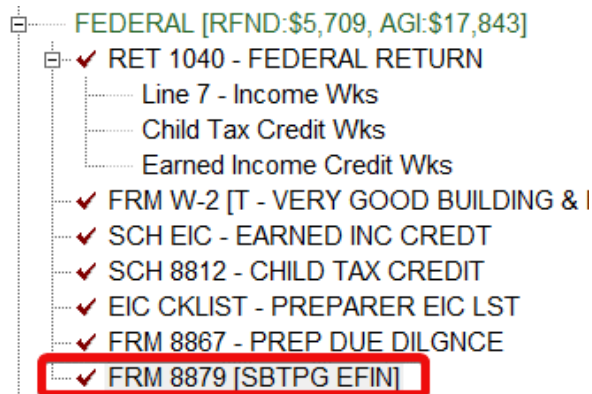 FEDERAL [RFND:$5,709, AGI:$17,843]
RET 1040 - FEDERAL RETURN
Line 7 - Income Wks
Child Tax Credit Wks
Earned Income Credit Wks
FRM W-2 [T - VERY GOOD BUILDING &
SCH EIC - EARNED INC CREDT
SCH 8812 - CHILD TAX CREDIT
EIC CKLIST - PREPARER EIC LST
FRM 8867 - PREP DUE DILGNCE
FRM 8879 [SBTPG EFIN]